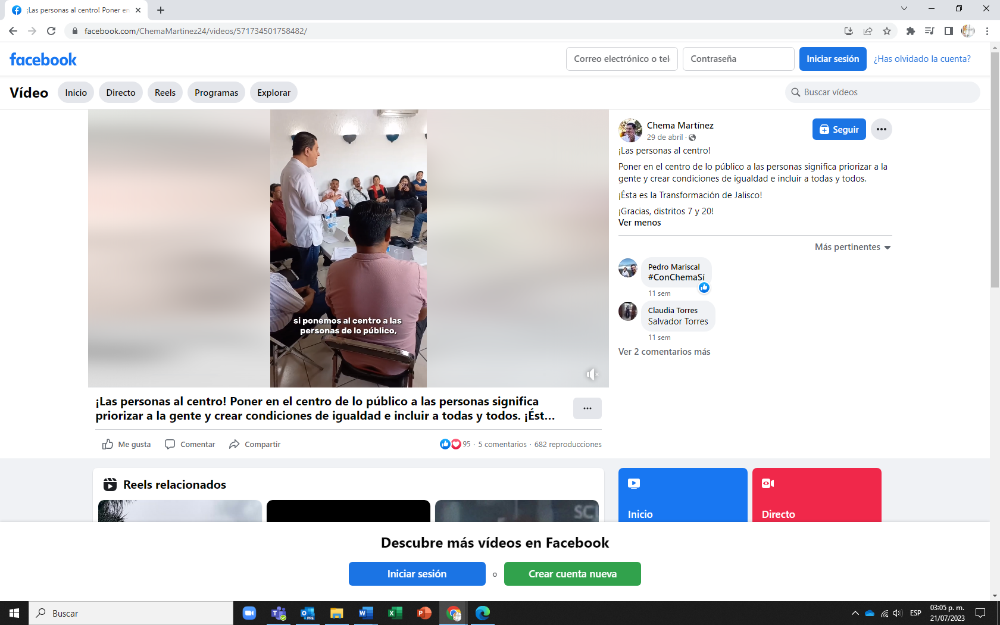 ¡Las personas al centro! Poner en
facebook.com/ChemaMartinez24/videos/571734501758482/
facebook
Correo electrónico o tel
Contraseña
Iniciar sesión
¿Has olvidado la cuenta?
Vídeo
Inicio
Directo
Reels
Programas
Explorar
Buscar vídeos
si ponemos al centro a las
personas de lo público,
Chema Martínez
29 de abril ·
Seguir
¡Las personas al centro!
Poner en el centro de lo público a las personas significa priorizar a la
gente y crear condiciones de igualdad e incluir a todas y todos.
¡Ésta es la Transformación de Jalisco!
¡Gracias, distritos 7 y 20!
Ver menos
Más pertinentes
Pedro Mariscal
#ConChemaSí
11 sem
Claudia Torres
Salvador Torres
11 sem
Ver 2 comentarios más
¡Las personas al centro! Poner en el centro de lo público a las personas significa
priorizar a la gente y crear condiciones de igualdad e incluir a todas y todos. ¡Ést...
Me gusta
Comentar
Compartir
95 · 5 comentarios · 682 reproducciones
Reels relacionados
SC
Inicio
Directo
Descubre más vídeos en Facebook
Iniciar sesión
o
Crear cuenta nueva
Buscar
PRE
ESP
03:05 p. m.
21/07/2023